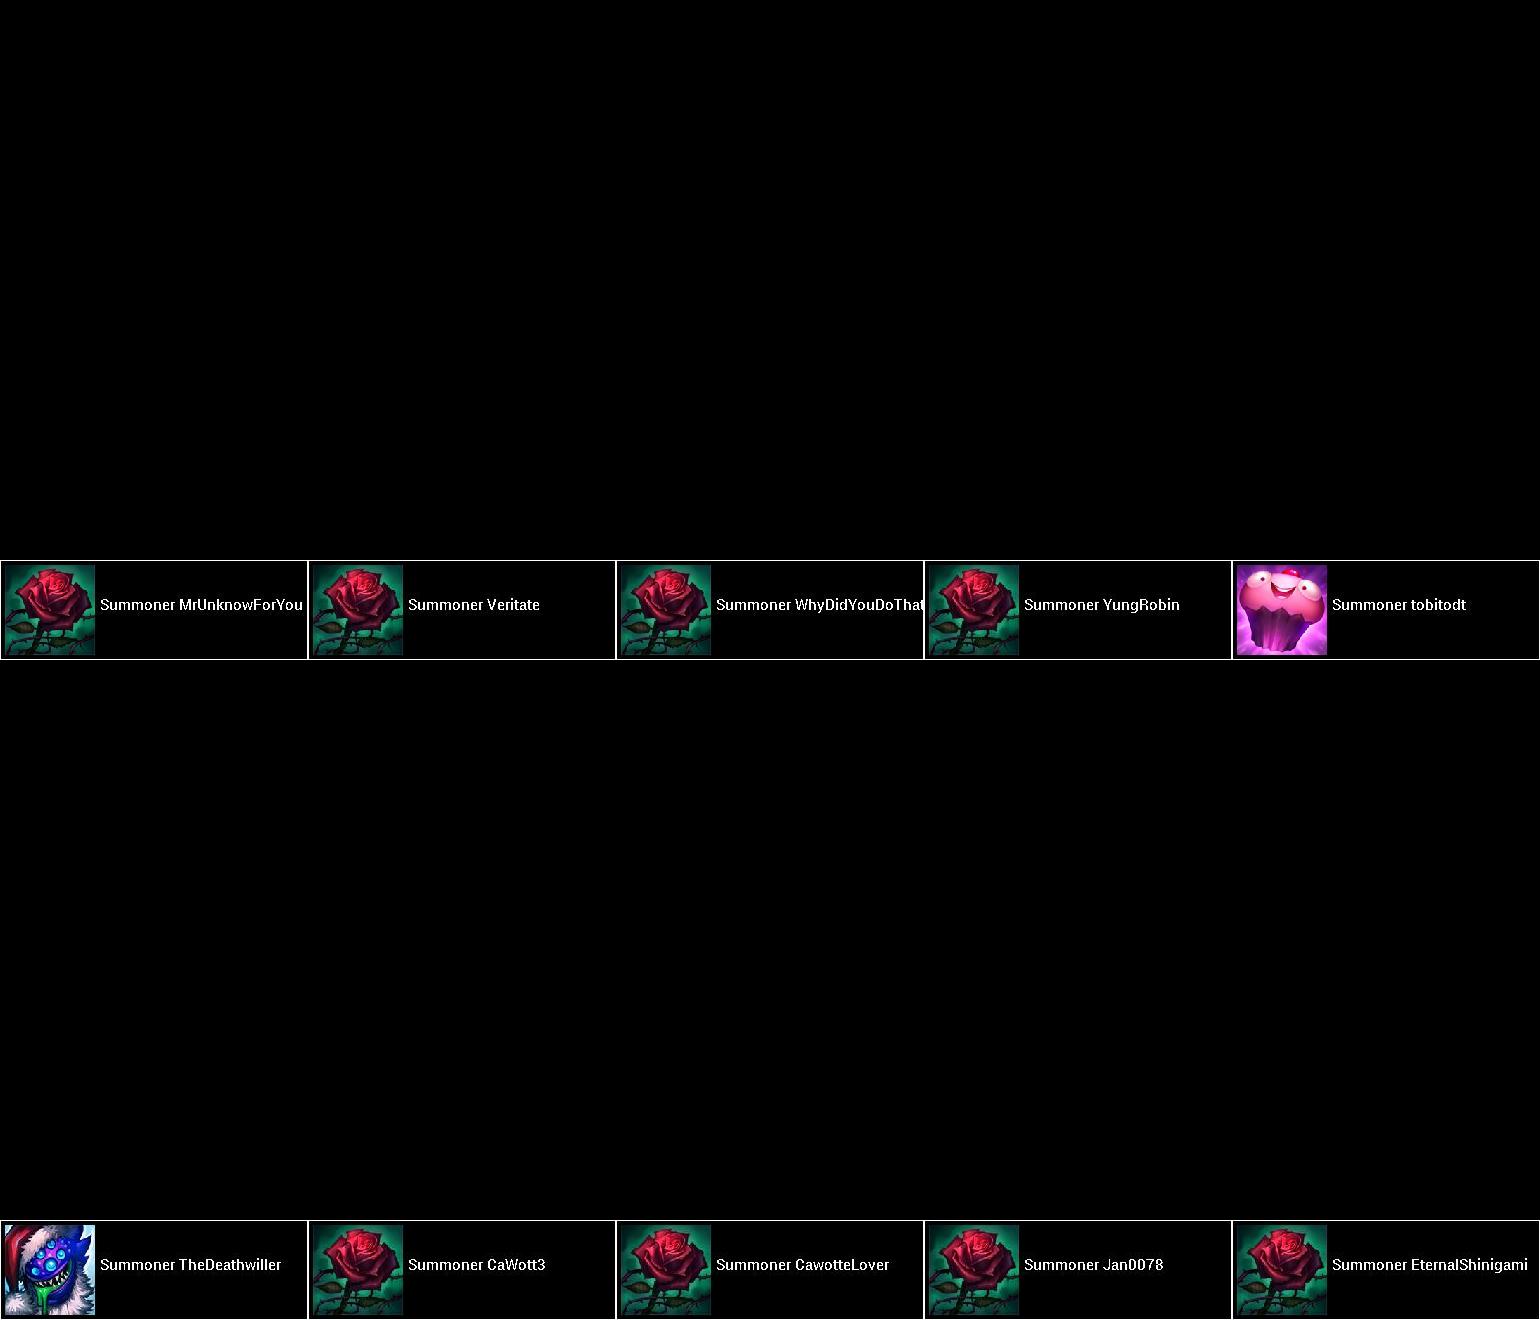 Summoner MrUnknowForYou
Summoner Veritate
Summoner WhyDidYouDoThat
Summoner YungRobin
Summoner tobitodt
Summoner TheDeathwiller
Summoner CaWott3
Summoner CawotteLover
Summoner Jan0078
Summoner EternalShinigami